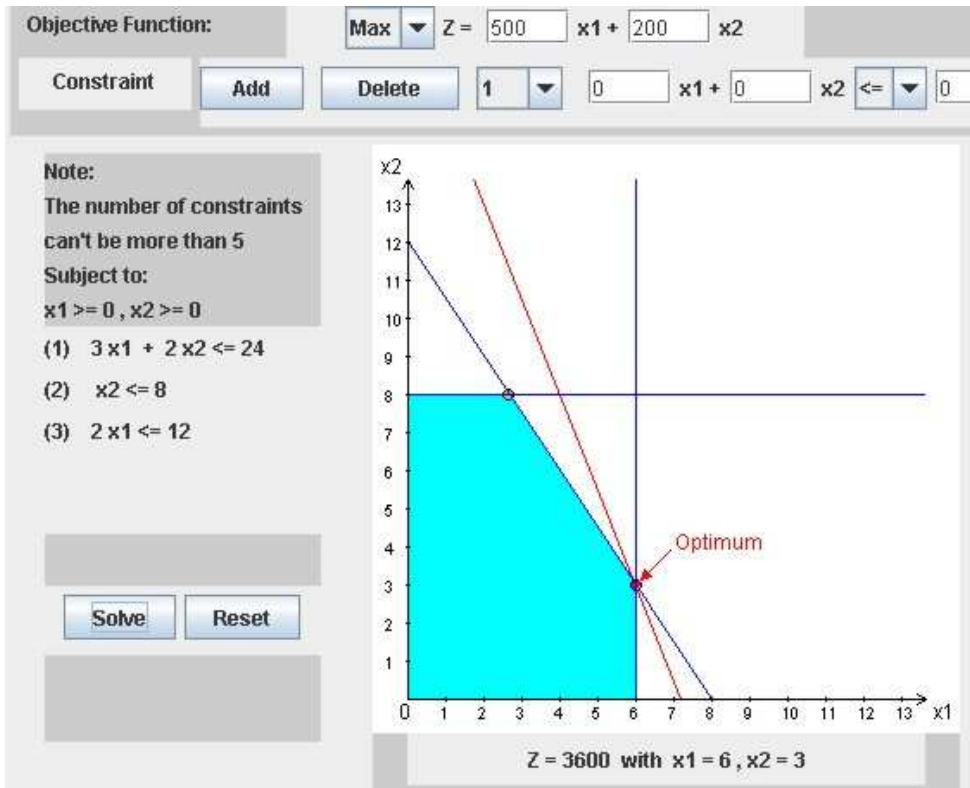 Objective Function: Max Z = 500 x1 + 200 x2
Constraint Add Delete 1 0 x1 + 0 x2 <= 0
Note:
The number of constraints
can't be more than 5
Subject to:
x1 >= 0 , x2 >= 0
(1) 3 x1 + 2 x2 <= 24
(2) x2 <= 8
(3) 2 x1 <= 12
Solve Reset
x2
13
12
11
10
9
8
7
6
5
4
3
2
1
Optimum
0 1 2 3 4 5 6 7 8 9 10 11 12 13 x1
Z = 3600 with x1 = 6 , x2 = 3